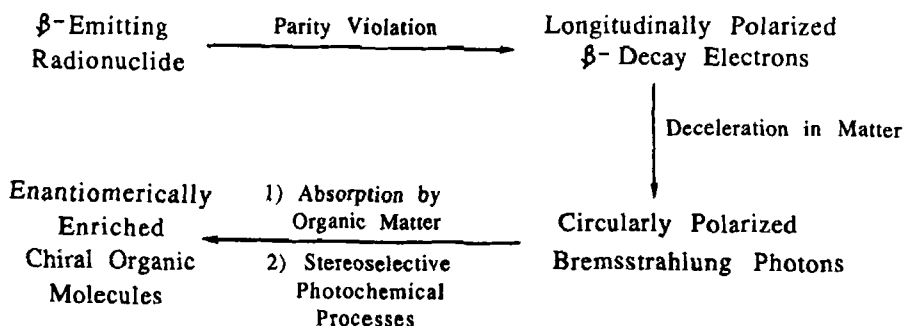 β-Emitting
Radionuclide
Parity Violation
Longitudinally Polarized
β- Decay Electrons
Deceleration in Matter
Circularly Polarized
Bremsstrahlung Photons
1) Absorption by
Organic Matter
2) Stereoselective
Photochemical
Processes
Enantiomerically
Enriched
Chiral Organic
Molecules